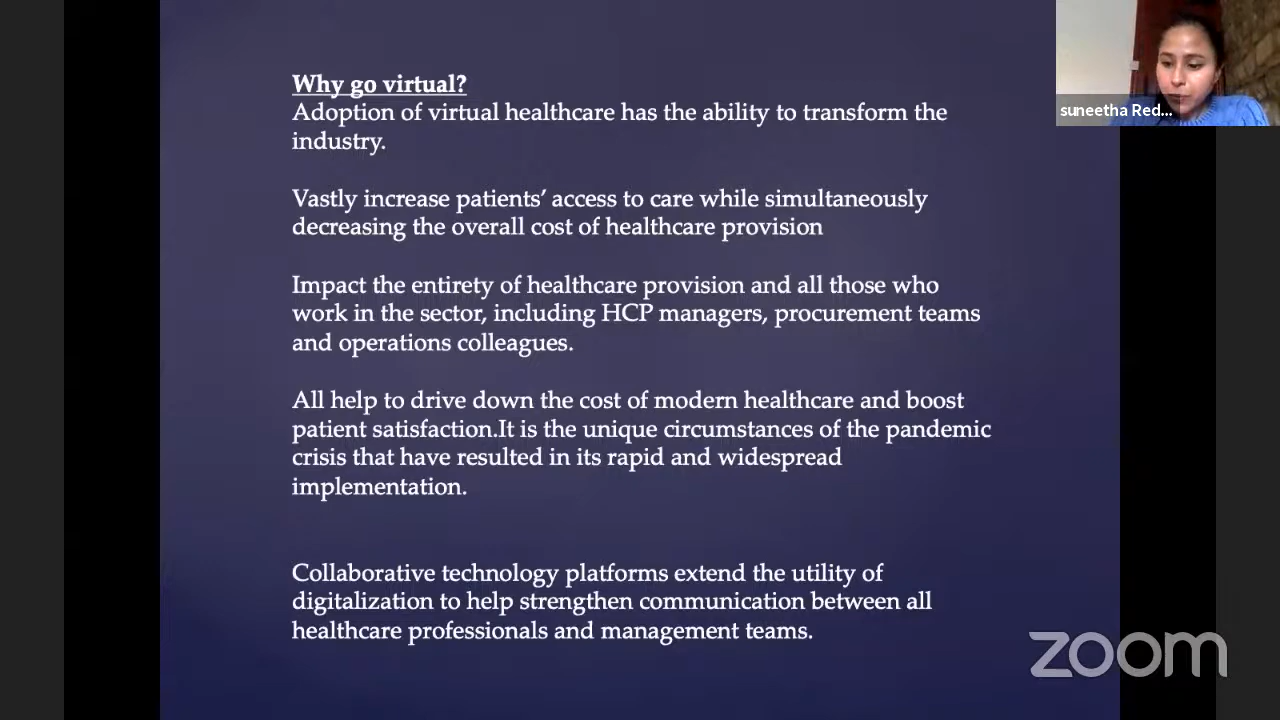 Why go virtual?
Adoption of virtual healthcare has the ability to transform the
industry.
Vastly increase patients’ access to care while simultaneously
decreasing the overall cost of healthcare provision
Impact the entirety of healthcare provision and all those who
work in the sector, including HCP managers, procurement teams
and operations colleagues.
All help to drive down the cost of modern healthcare and boost
patient satisfaction.It is the unique circumstances of the pandemic
crisis that have resulted in its rapid and widespread
implementation.
Collaborative technology platforms extend the utility of
digitalization to help strengthen communication between all
healthcare professionals and management teams.
suneetha Red...
zoom